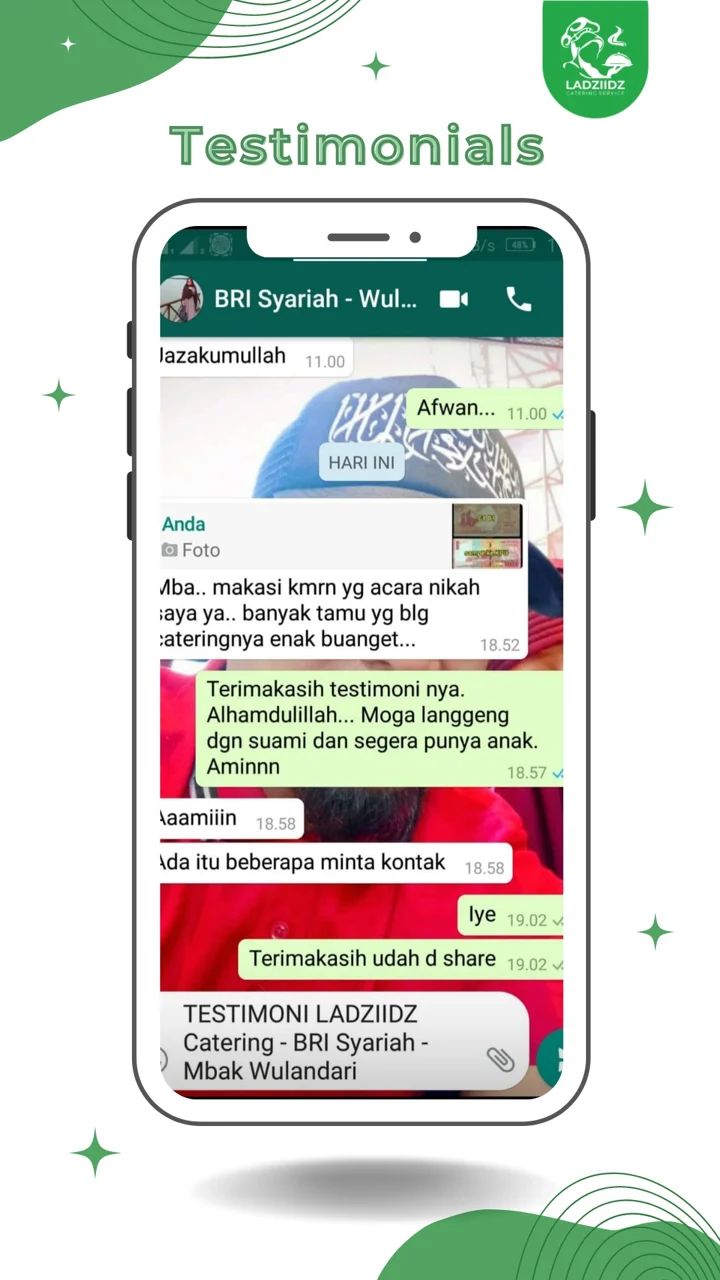 LADZIIDZ
CATERING SERVICE
Testimonials
48%
BRI Syariah - Wul...
Jazakumullah 11.00
Afwan... 11.00
HARI INI
Anda
Foto
Mba.. makasi kmrn yg acara nikah
saya ya.. banyak tamu yg blg
cateringnya enak buanget...
18.52
Terimakasih testimoni nya.
Alhamdulillah... Moga langgeng
dgn suami dan segera punya anak.
Aminnn
18.57
Aaamiiin 18.58
Ada itu beberapa minta kontak 18.58
Iye 19.02
Terimakasih udah d share 19.02
TESTIMONI LADZIIDZ
Catering - BRI Syariah -
Mbak Wulandari